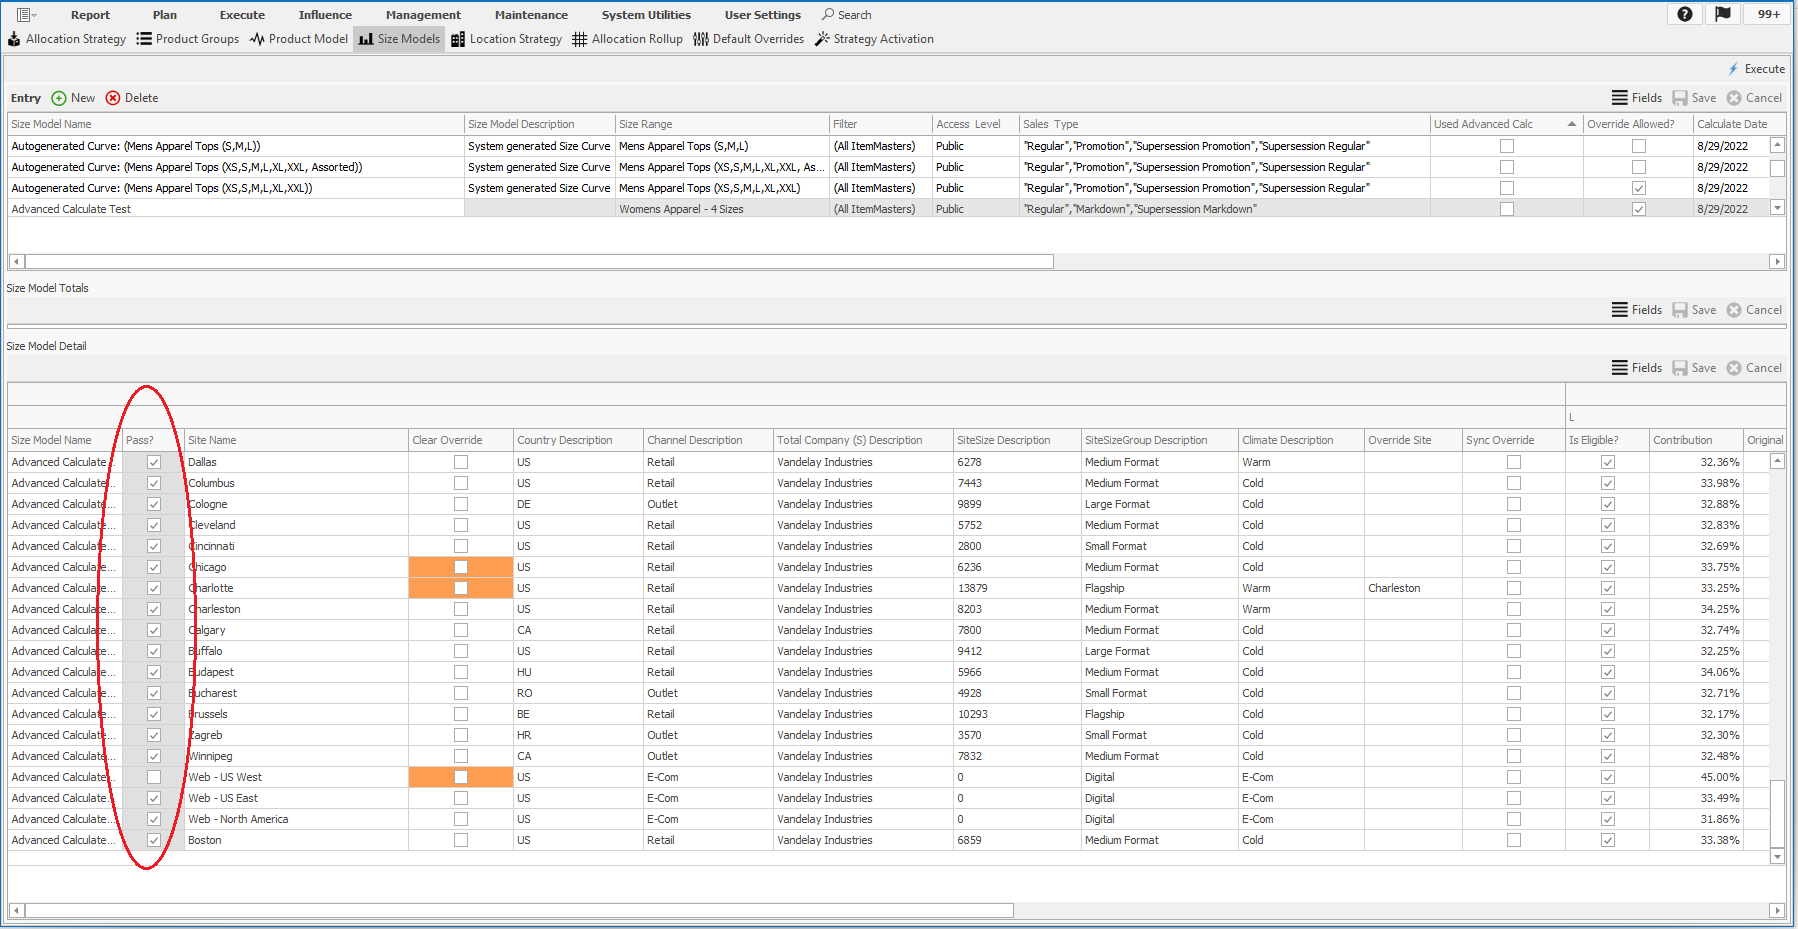 Report Plan Execute Influence Management Maintenance System Utilities User Settings Search 99+
Allocation Strategy Product Groups Product Model Size Models Location Strategy Allocation Rollup Default Overrides Strategy Activation
Execute
Entry New Delete Fields Save Cancel
Size Model Name Size Model Description Size Range Filter Access Level Sales Type Used Advanced Calc Override Allowed? Calculate Date
Autogenerated Curve: (Mens Apparel Tops (S,M,L)) System generated Size Curve Mens Apparel Tops (S,M,L) (All ItemMasters) Public "Regular","Promotion","Supersession Promotion","Supersession Regular" 8/29/2022
Autogenerated Curve: (Mens Apparel Tops (XS,S,M,L,XL,XXL, Assorted)) System generated Size Curve Mens Apparel Tops (XS,S,M,L,XL,XXL, As... (All ItemMasters) Public "Regular","Promotion","Supersession Promotion","Supersession Regular" 8/29/2022
Autogenerated Curve: (Mens Apparel Tops (XS,S,M,L,XL,XXL)) System generated Size Curve Mens Apparel Tops (XS,S,M,L,XL,XXL) (All ItemMasters) Public "Regular","Promotion","Supersession Promotion","Supersession Regular" 8/29/2022
Advanced Calculate Test Womens Apparel - 4 Sizes (All ItemMasters) Public "Regular","Markdown","Supersession Markdown" 8/29/2022
Size Model Totals
Fields Save Cancel
Size Model Detail
Fields Save Cancel
L
Size Model Name Pass? Site Name Clear Override Country Description Channel Description Total Company (S) Description SiteSize Description SiteSizeGroup Description Climate Description Override Site Sync Override Is Eligible? Contribution Original
Advanced Calculate... Dallas US Retail Vandelay Industries 6278 Medium Format Warm 32.36%
Advanced Calculate... Columbus US Retail Vandelay Industries 7443 Medium Format Cold 33.98%
Advanced Calculate... Cologne DE Outlet Vandelay Industries 9899 Large Format Cold 32.88%
Advanced Calculate... Cleveland US Retail Vandelay Industries 5752 Medium Format Cold 32.83%
Advanced Calculate... Cincinnati US Retail Vandelay Industries 2800 Small Format Cold 32.69%
Advanced Calculate... Chicago US Retail Vandelay Industries 6236 Medium Format Cold 33.75%
Advanced Calculate... Charlotte US Retail Vandelay Industries 13879 Flagship Warm Charleston 33.25%
Advanced Calculate... Charleston US Retail Vandelay Industries 8203 Medium Format Warm 34.25%
Advanced Calculate... Calgary CA Retail Vandelay Industries 7800 Medium Format Cold 32.74%
Advanced Calculate... Buffalo US Retail Vandelay Industries 9412 Large Format Cold 32.25%
Advanced Calculate... Budapest HU Retail Vandelay Industries 5966 Medium Format Cold 34.06%
Advanced Calculate... Bucharest RO Outlet Vandelay Industries 4928 Small Format Cold 32.71%
Advanced Calculate... Brussels BE Retail Vandelay Industries 10293 Flagship Cold 32.17%
Advanced Calculate... Zagreb HR Outlet Vandelay Industries 3570 Small Format Cold 32.30%
Advanced Calculate... Winnipeg CA Outlet Vandelay Industries 7832 Medium Format Cold 32.48%
Advanced Calculate... Web - US West US E-Com Vandelay Industries 0 Digital E-Com 45.00%
Advanced Calculate... Web - US East US E-Com Vandelay Industries 0 Digital E-Com 33.49%
Advanced Calculate... Web - North America US E-Com Vandelay Industries 0 Digital E-Com 31.86%
Advanced Calculate... Boston US Retail Vandelay Industries 6859 Medium Format Cold 33.38%